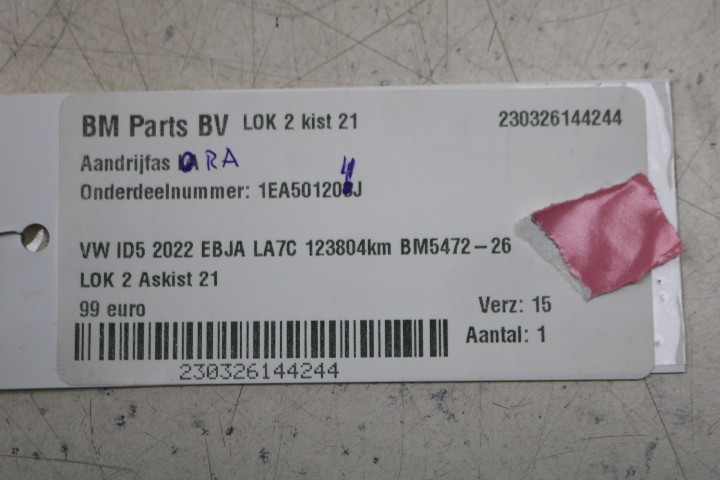 BM Parts BV LOK 2 kist 21 230326144244
Aandrijfas RA
Onderdeelnummer: 1EA501204J
VW ID5 2022 EBJA LA7C 123804km BM5472-26
LOK 2 Askist 21
99 euro Verz: 15
Aantal: 1
230326144244